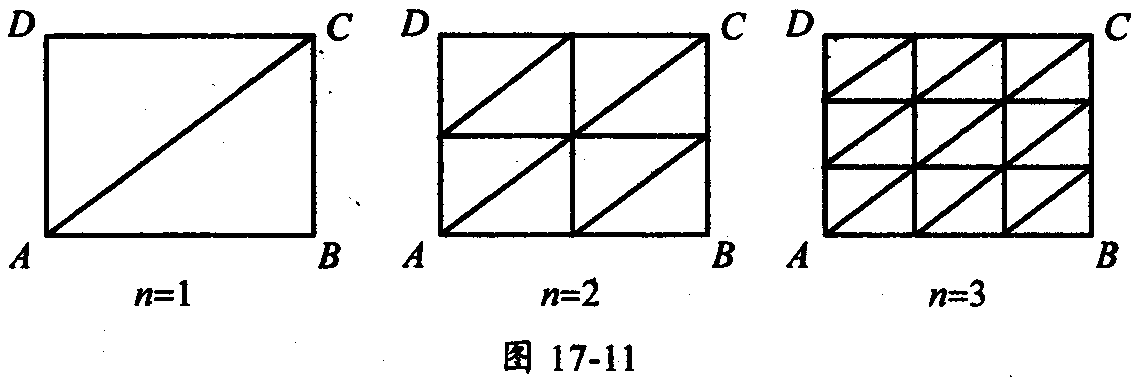 D C D C D C
A B A B A B
n=1 n=2 n=3
图 17-11